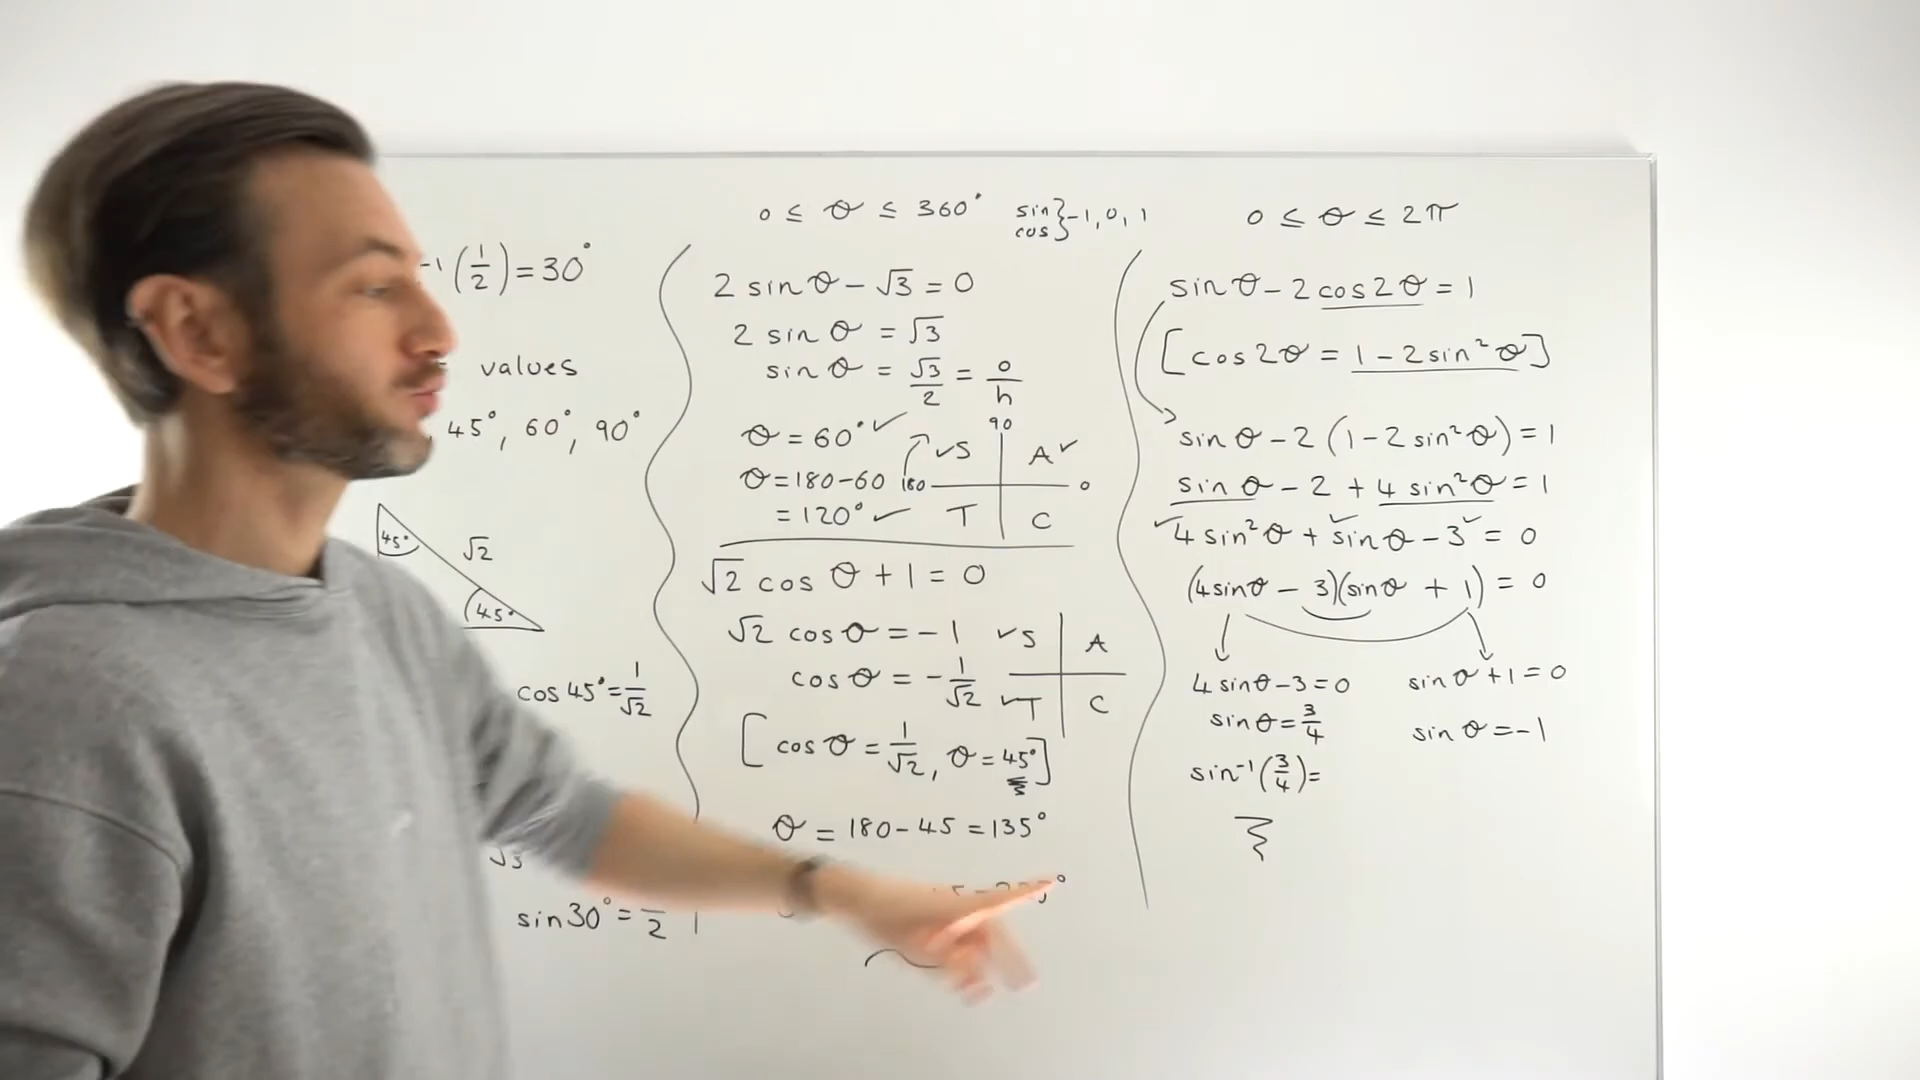 -1 (1/2) = 30°
values
45°, 60°, 90°
45°
√2
45°
cos 45° = 1/√2
√3
sin 30° = /2
0 ≤ θ ≤ 360°
sin } -1, 0, 1
cos
2 sin θ - √3 = 0
2 sin θ = √3
sin θ = √3/2 = o/h
θ = 60° ✓
θ = 180 - 60
= 120° ✓
90
✓S A✓
180 0
T C
√2 cos θ + 1 = 0
√2 cos θ = -1
cos θ = -1/√2
✓S A
✓T C
[cos θ = 1/√2, θ = 45°]
θ = 180 - 45 = 135°
0 ≤ θ ≤ 2π
sin θ - 2 cos 2θ = 1
[cos 2θ = 1 - 2 sin² θ]
sin θ - 2 (1 - 2 sin² θ) = 1
sin θ - 2 + 4 sin² θ = 1
✓4 sin² θ + ✓sin θ - 3✓ = 0
(4 sin θ - 3)(sin θ + 1) = 0
4 sin θ - 3 = 0
sin θ = 3/4
sin⁻¹ (3/4) =
sin θ + 1 = 0
sin θ = -1